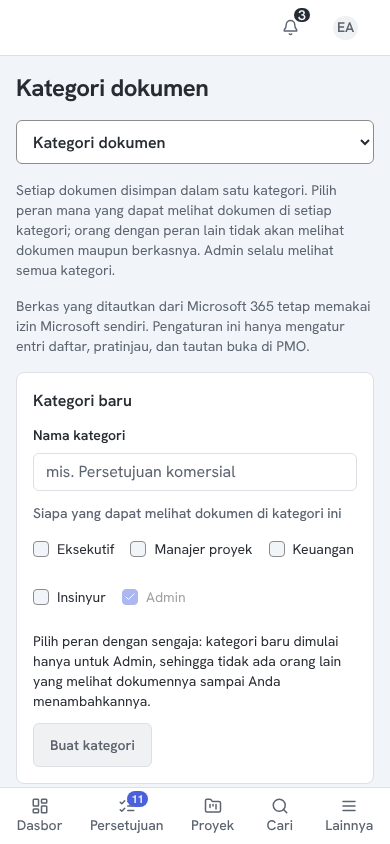 3
EA
Kategori dokumen
Kategori dokumen
Setiap dokumen disimpan dalam satu kategori. Pilih
peran mana yang dapat melihat dokumen di setiap
kategori; orang dengan peran lain tidak akan melihat
dokumen maupun berkasnya. Admin selalu melihat
semua kategori.
Berkas yang ditautkan dari Microsoft 365 tetap memakai
izin Microsoft sendiri. Pengaturan ini hanya mengatur
entri daftar, pratinjau, dan tautan buka di PMO.
Kategori baru
Nama kategori
mis. Persetujuan komersial
Siapa yang dapat melihat dokumen di kategori ini
Eksekutif Manajer proyek Keuangan
Insinyur Admin
Pilih peran dengan sengaja: kategori baru dimulai
hanya untuk Admin, sehingga tidak ada orang lain
yang melihat dokumennya sampai Anda
menambahkannya.
Buat kategori
11
Dasbor Persetujuan Proyek Cari Lainnya